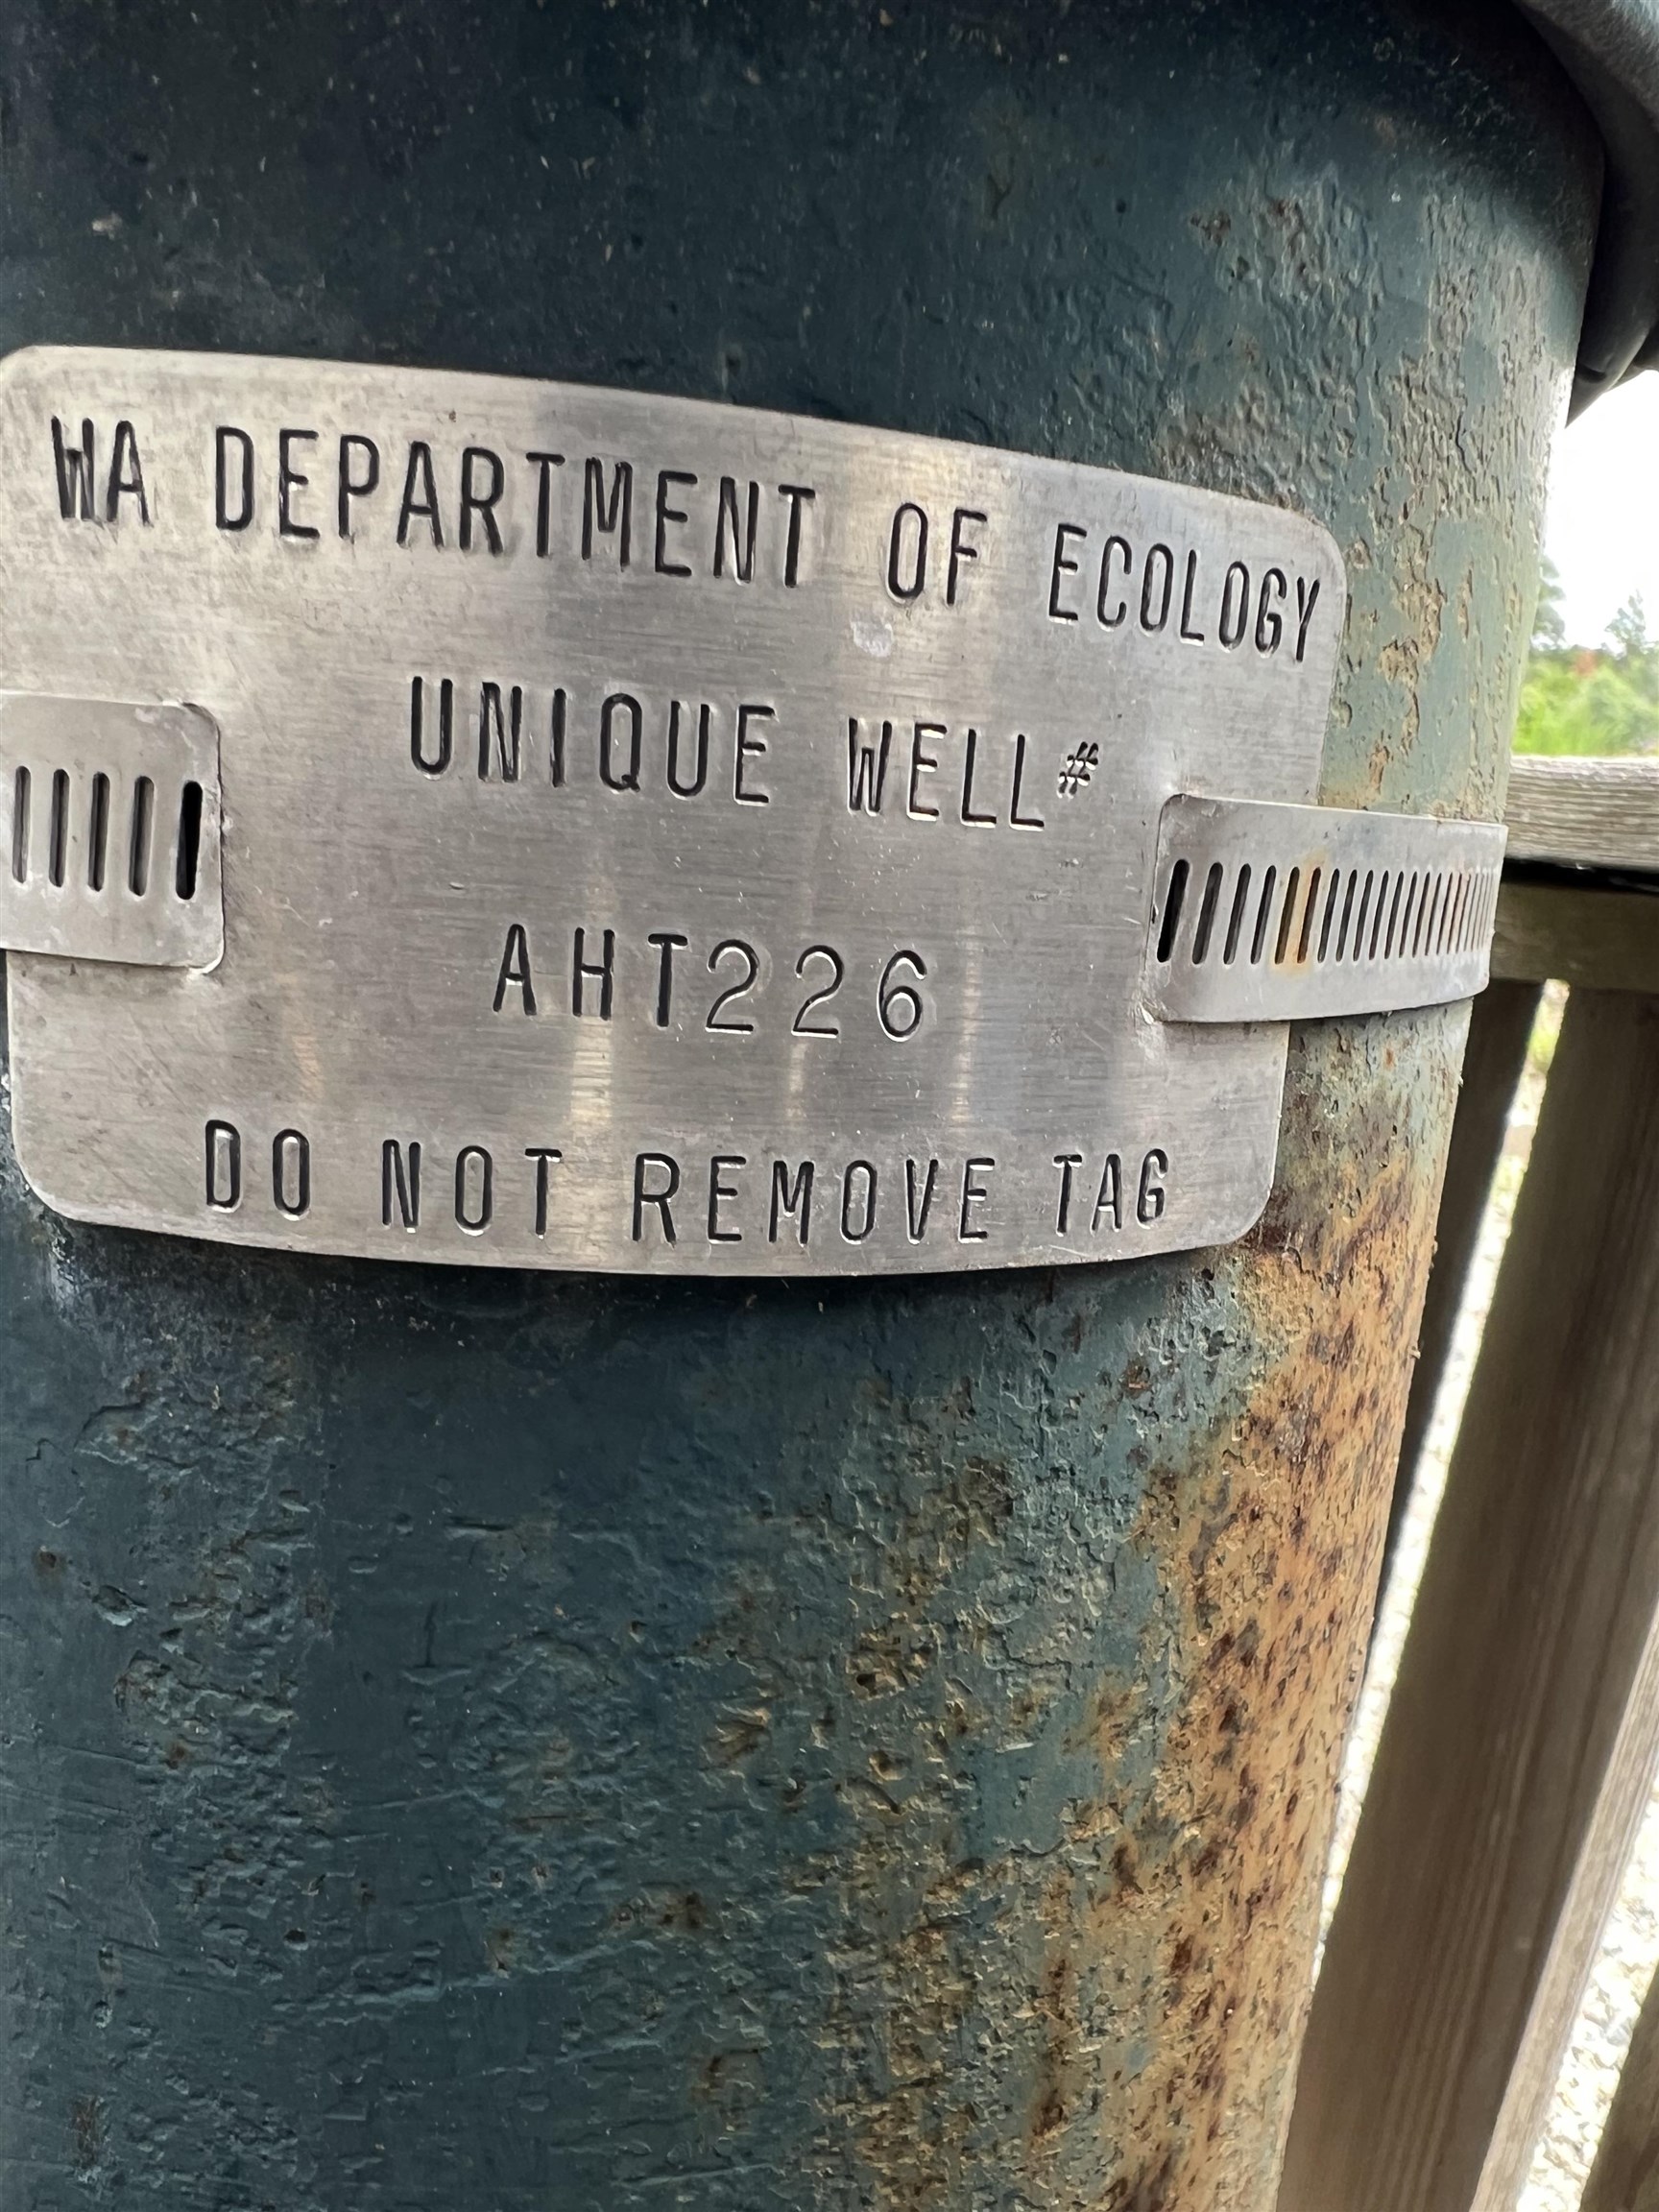 WA DEPARTMENT OF ECOLOGY
UNIQUE WELL#
AHT226
DO NOT REMOVE TAG